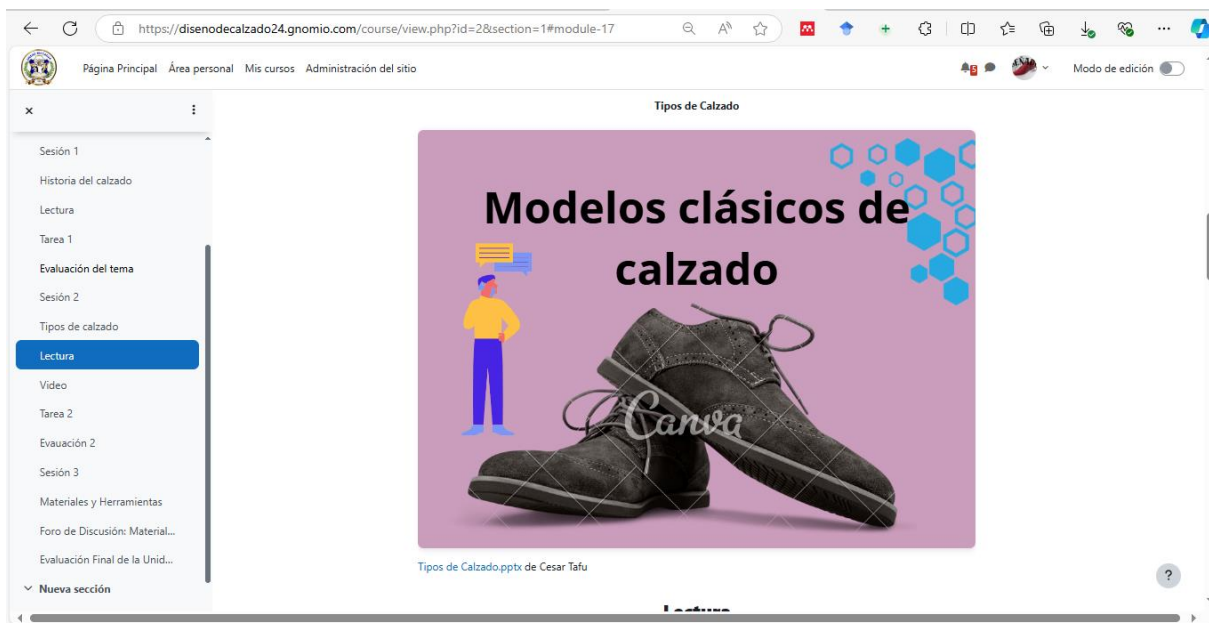 https://disenodecalzado24.gnomio.com/course/view.php?id=2&section=1#module-17
Página Principal Área personal Mis cursos Administración del sitio
5
Modo de edición
Tipos de Calzado
Sesión 1
Historia del calzado
Lectura
Tarea 1
Evaluación del tema
Sesión 2
Tipos de calzado
Lectura
Video
Tarea 2
Evauación 2
Sesión 3
Materiales y Herramientas
Foro de Discusión: Material...
Evaluación Final de la Unid...
Nueva sección
Modelos clásicos de
calzado
Canva
Tipos de Calzado.pptx de Cesar Tafu
?
Lectura